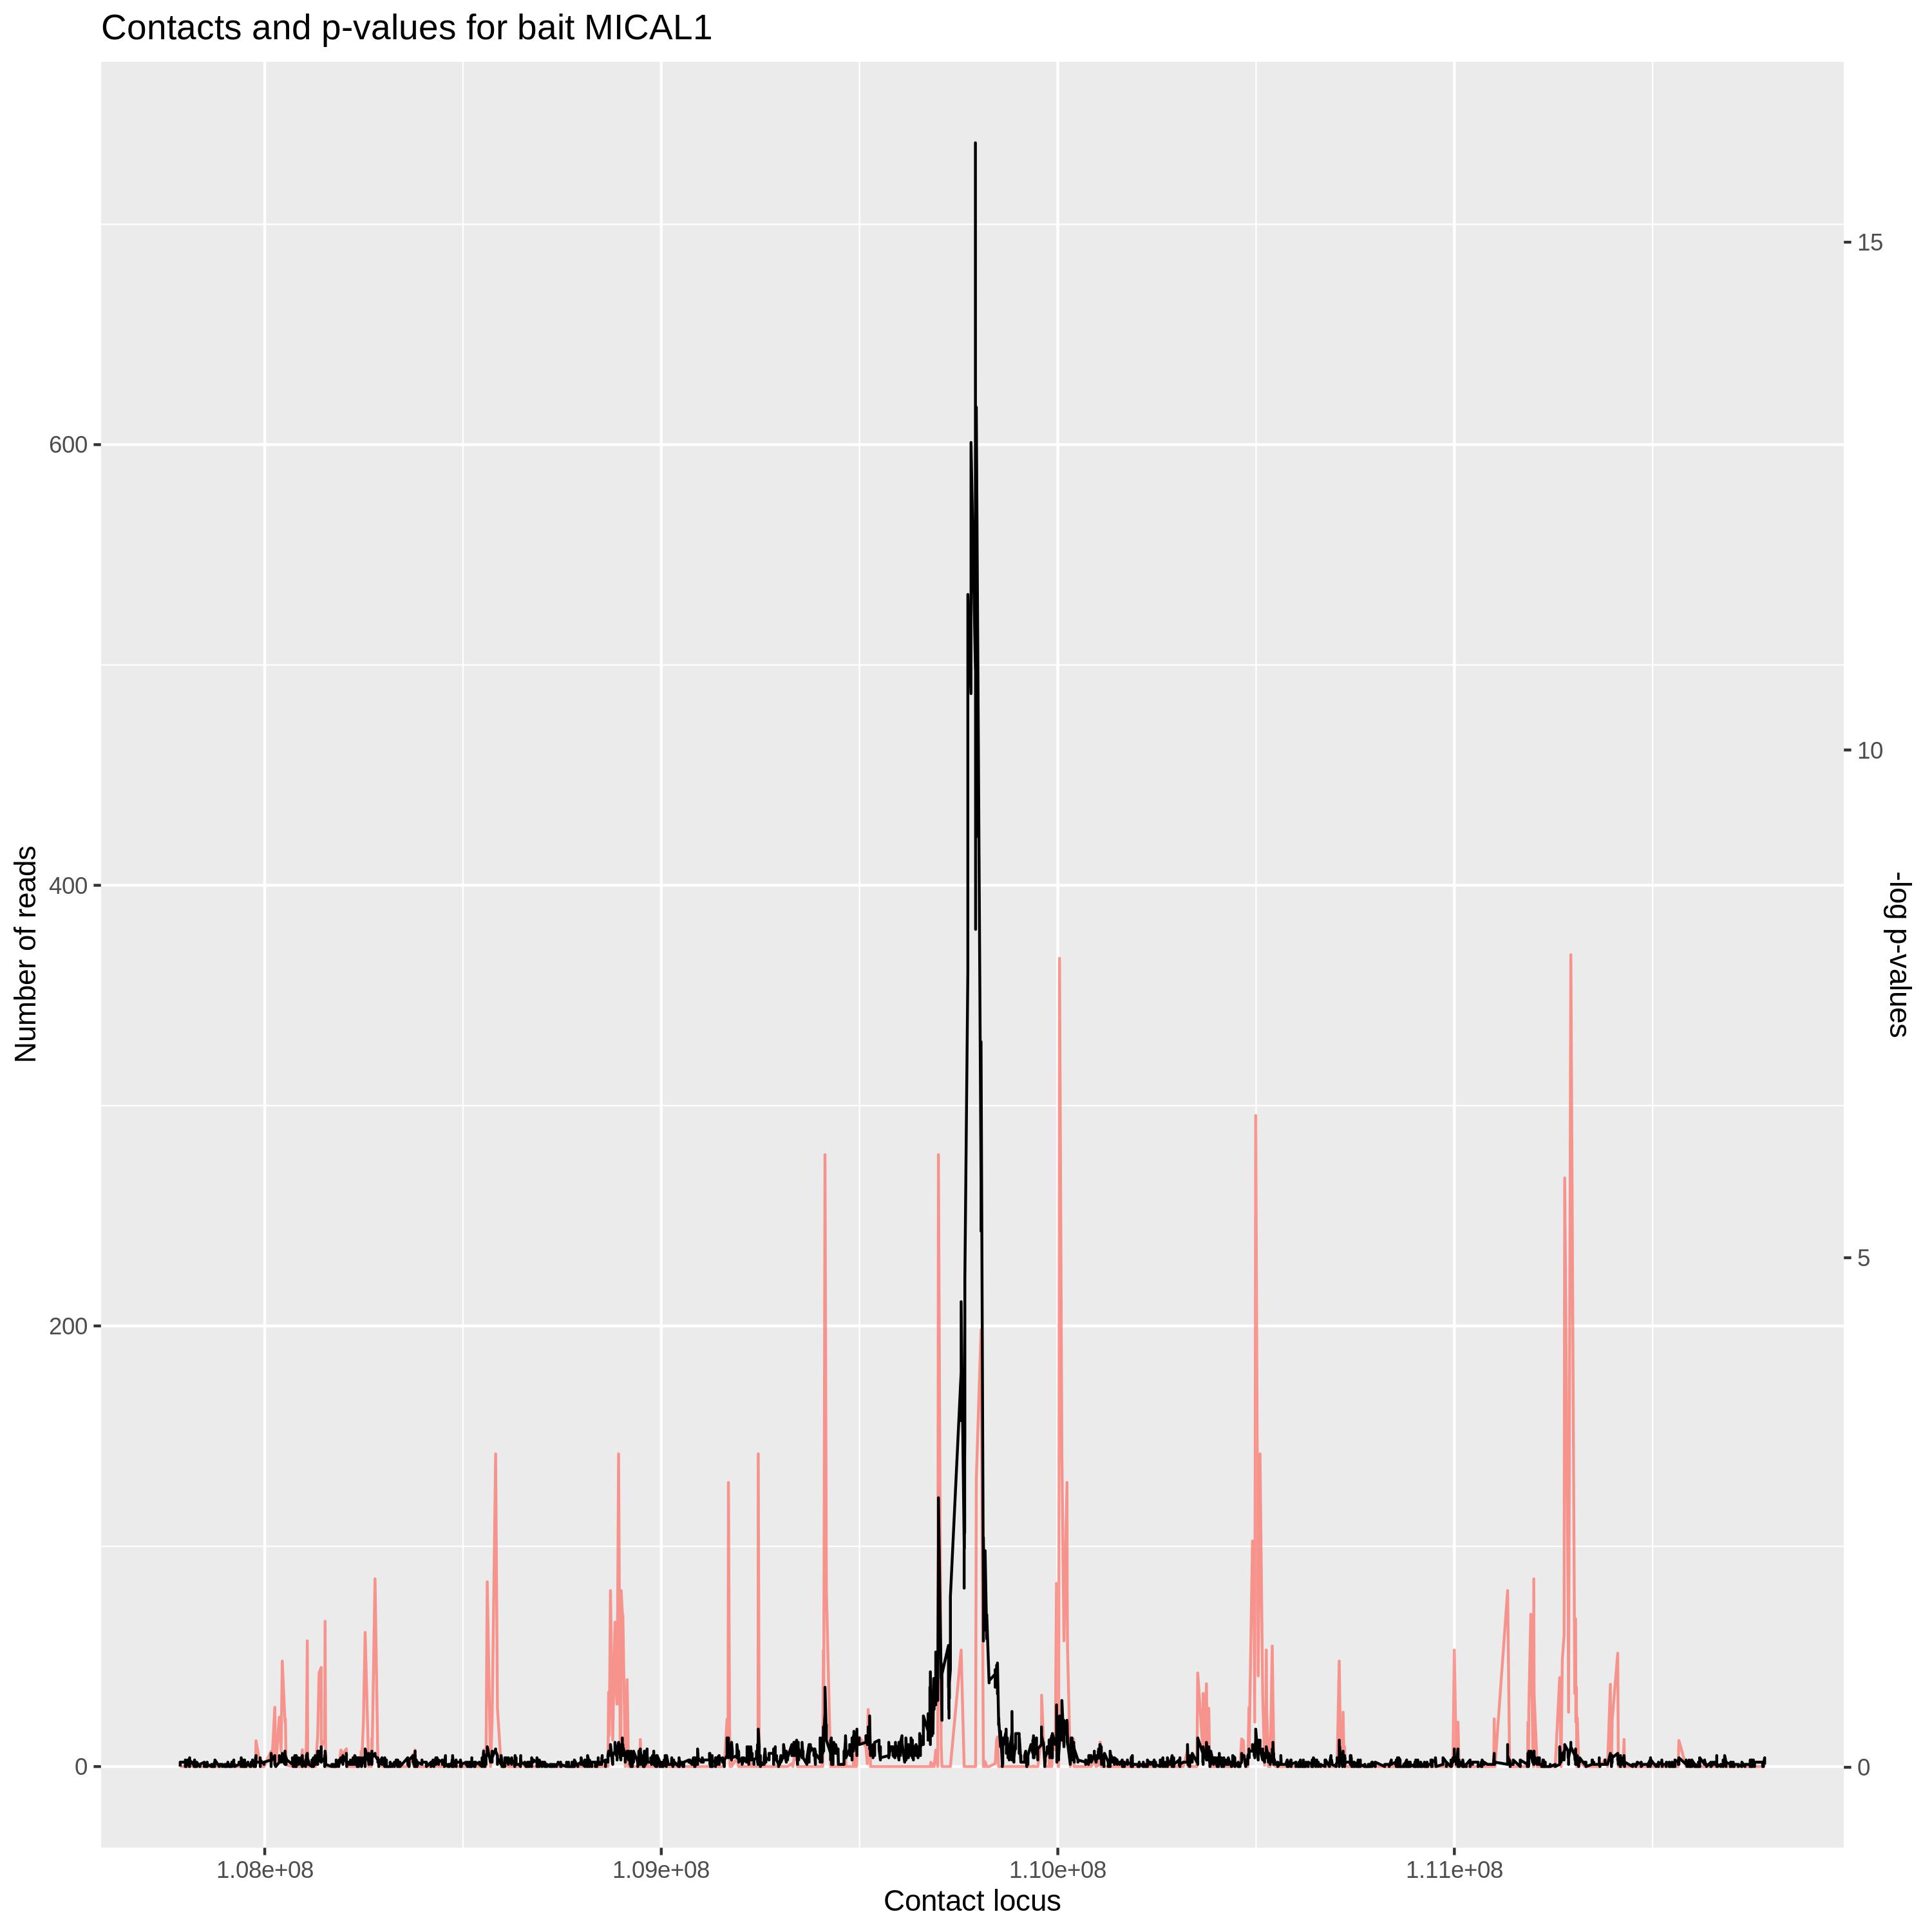 Contacts and p-values for bait MICAL1
Number of reads
600
400
200
0
15
10
5
0
-log p-values
1.08e+08
1.09e+08
1.10e+08
1.11e+08
Contact locus